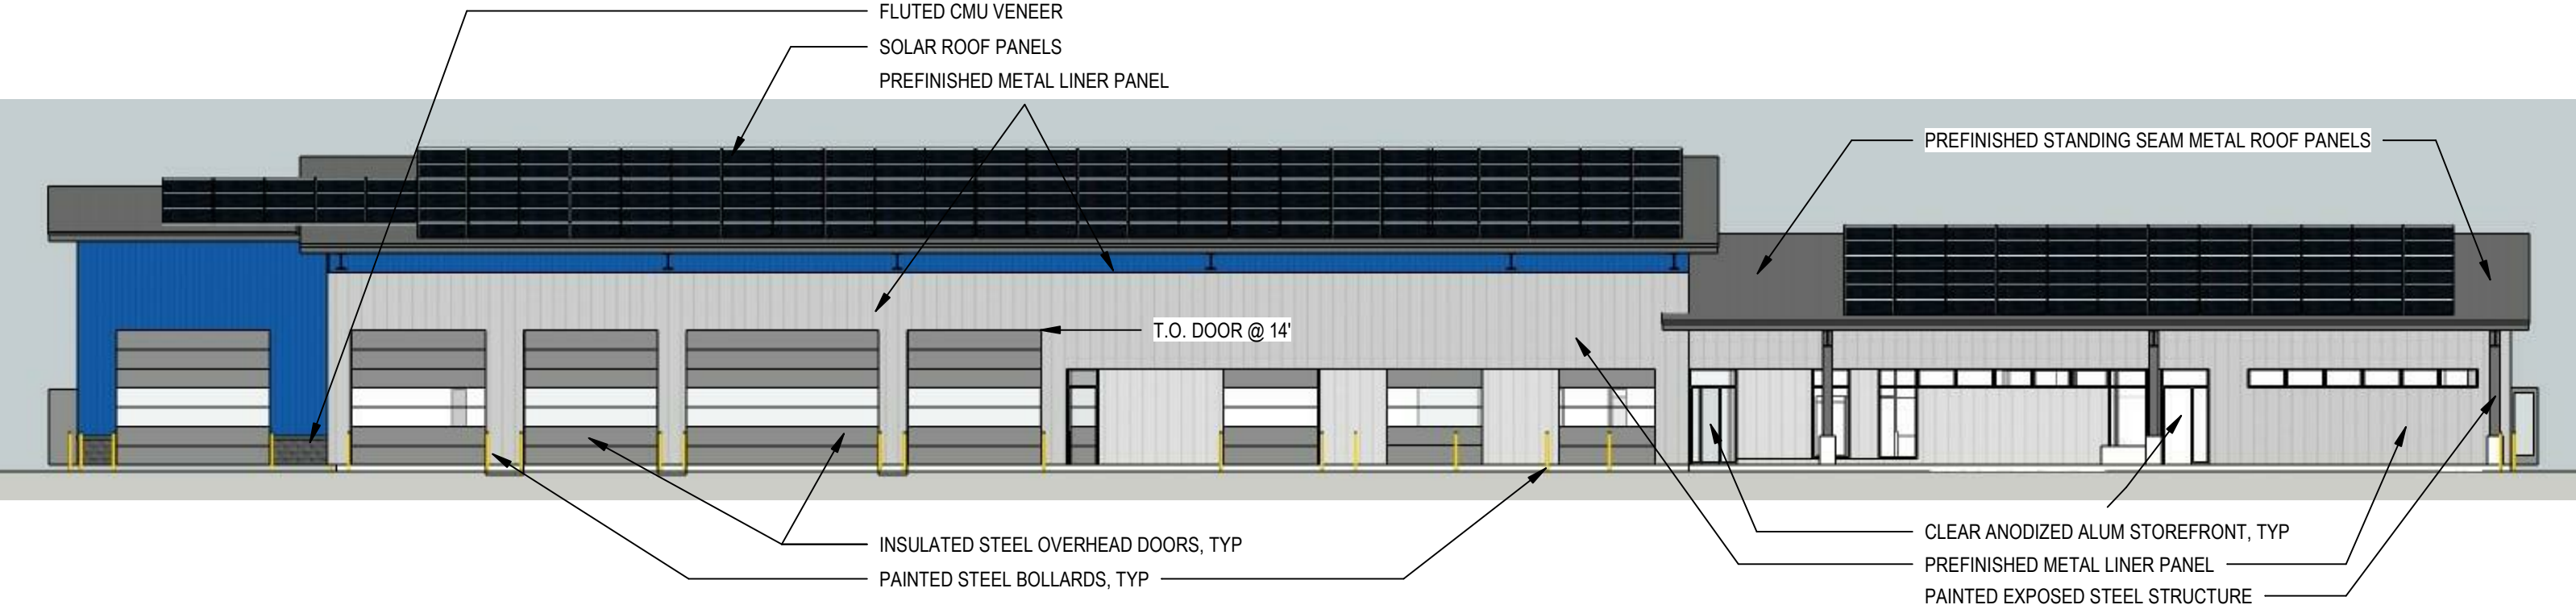 FLUTED CMU VENEER
SOLAR ROOF PANELS
PREFINISHED METAL LINER PANEL
PREFINISHED STANDING SEAM METAL ROOF PANELS
T.O. DOOR @ 14'
INSULATED STEEL OVERHEAD DOORS, TYP
PAINTED STEEL BOLLARDS, TYP
CLEAR ANODIZED ALUM STOREFRONT, TYP
PREFINISHED METAL LINER PANEL
PAINTED EXPOSED STEEL STRUCTURE